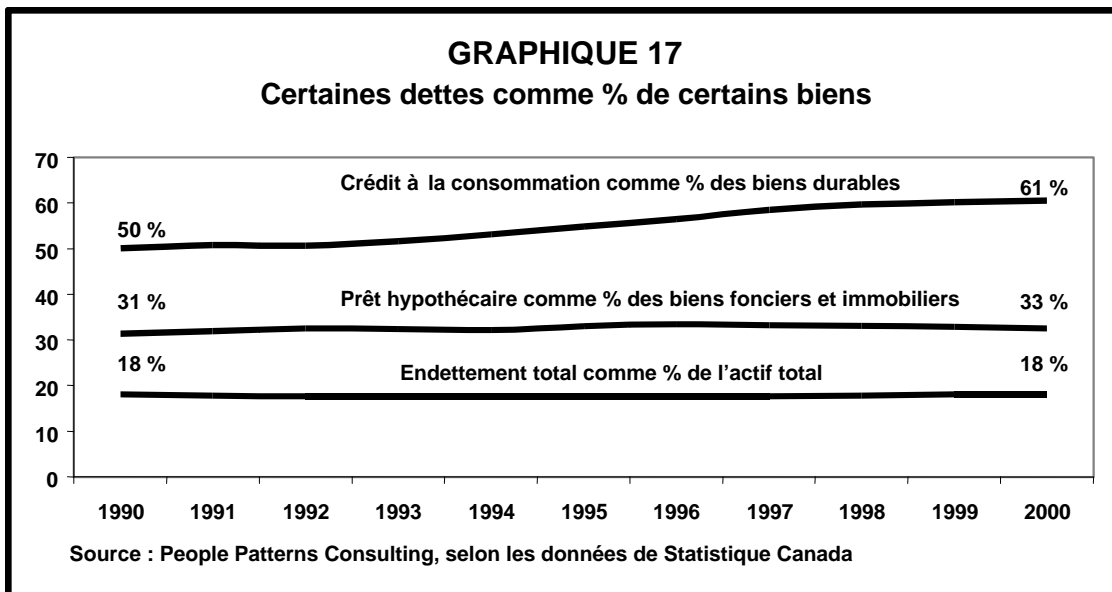 GRAPHIQUE 17
Certaines dettes comme % de certains biens
70
60
50
40
30
20
10
0
Crédit à la consommation comme % des biens durables
50 %
61 %
Prêt hypothécaire comme % des biens fonciers et immobiliers
31 %
33 %
Endettement total comme % de l'actif total
18 %
18 %
1990 1991 1992 1993 1994 1995 1996 1997 1998 1999 2000
Source : People Patterns Consulting, selon les données de Statistique Canada